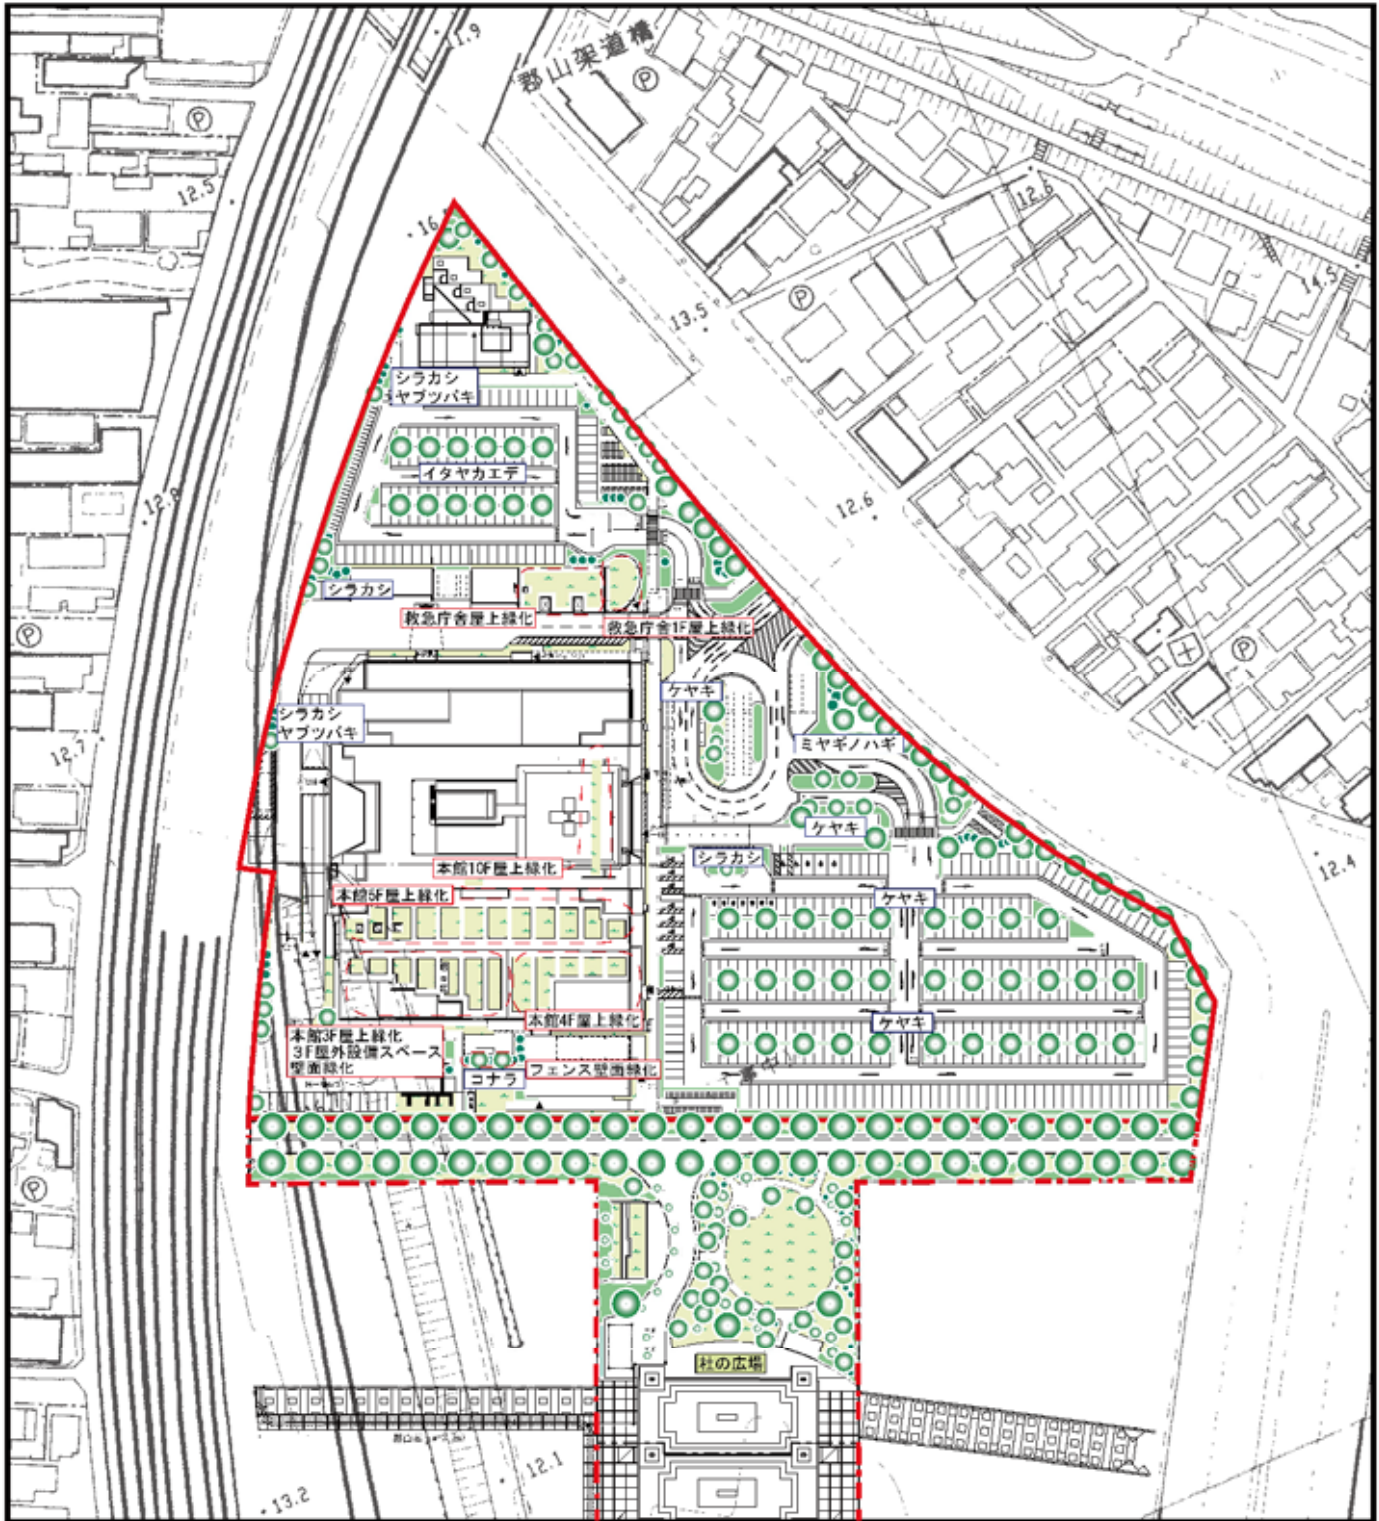 11.9
郡山架道橋
P
P
12.5
12.6
16.
14.5
P
13.5
シラカシ
ヤブツバキ
イタヤカエデ
12.6
シラカシ
救急庁舎屋上緑化
救急庁舎1F屋上緑化
P
P
ケヤキ
シラカシ
ヤブツバキ
12.7
ミヤギノハギ
ケヤキ
シラカシ
12.4
本館10F屋上緑化
本館5F屋上緑化
ケヤキ
本館4F屋上緑化
ケヤキ
本館3F屋上緑化
3F屋外設備スペース
壁面緑化
フェンス壁面緑化
コナラ
P
杜の広場
12.1
13.2